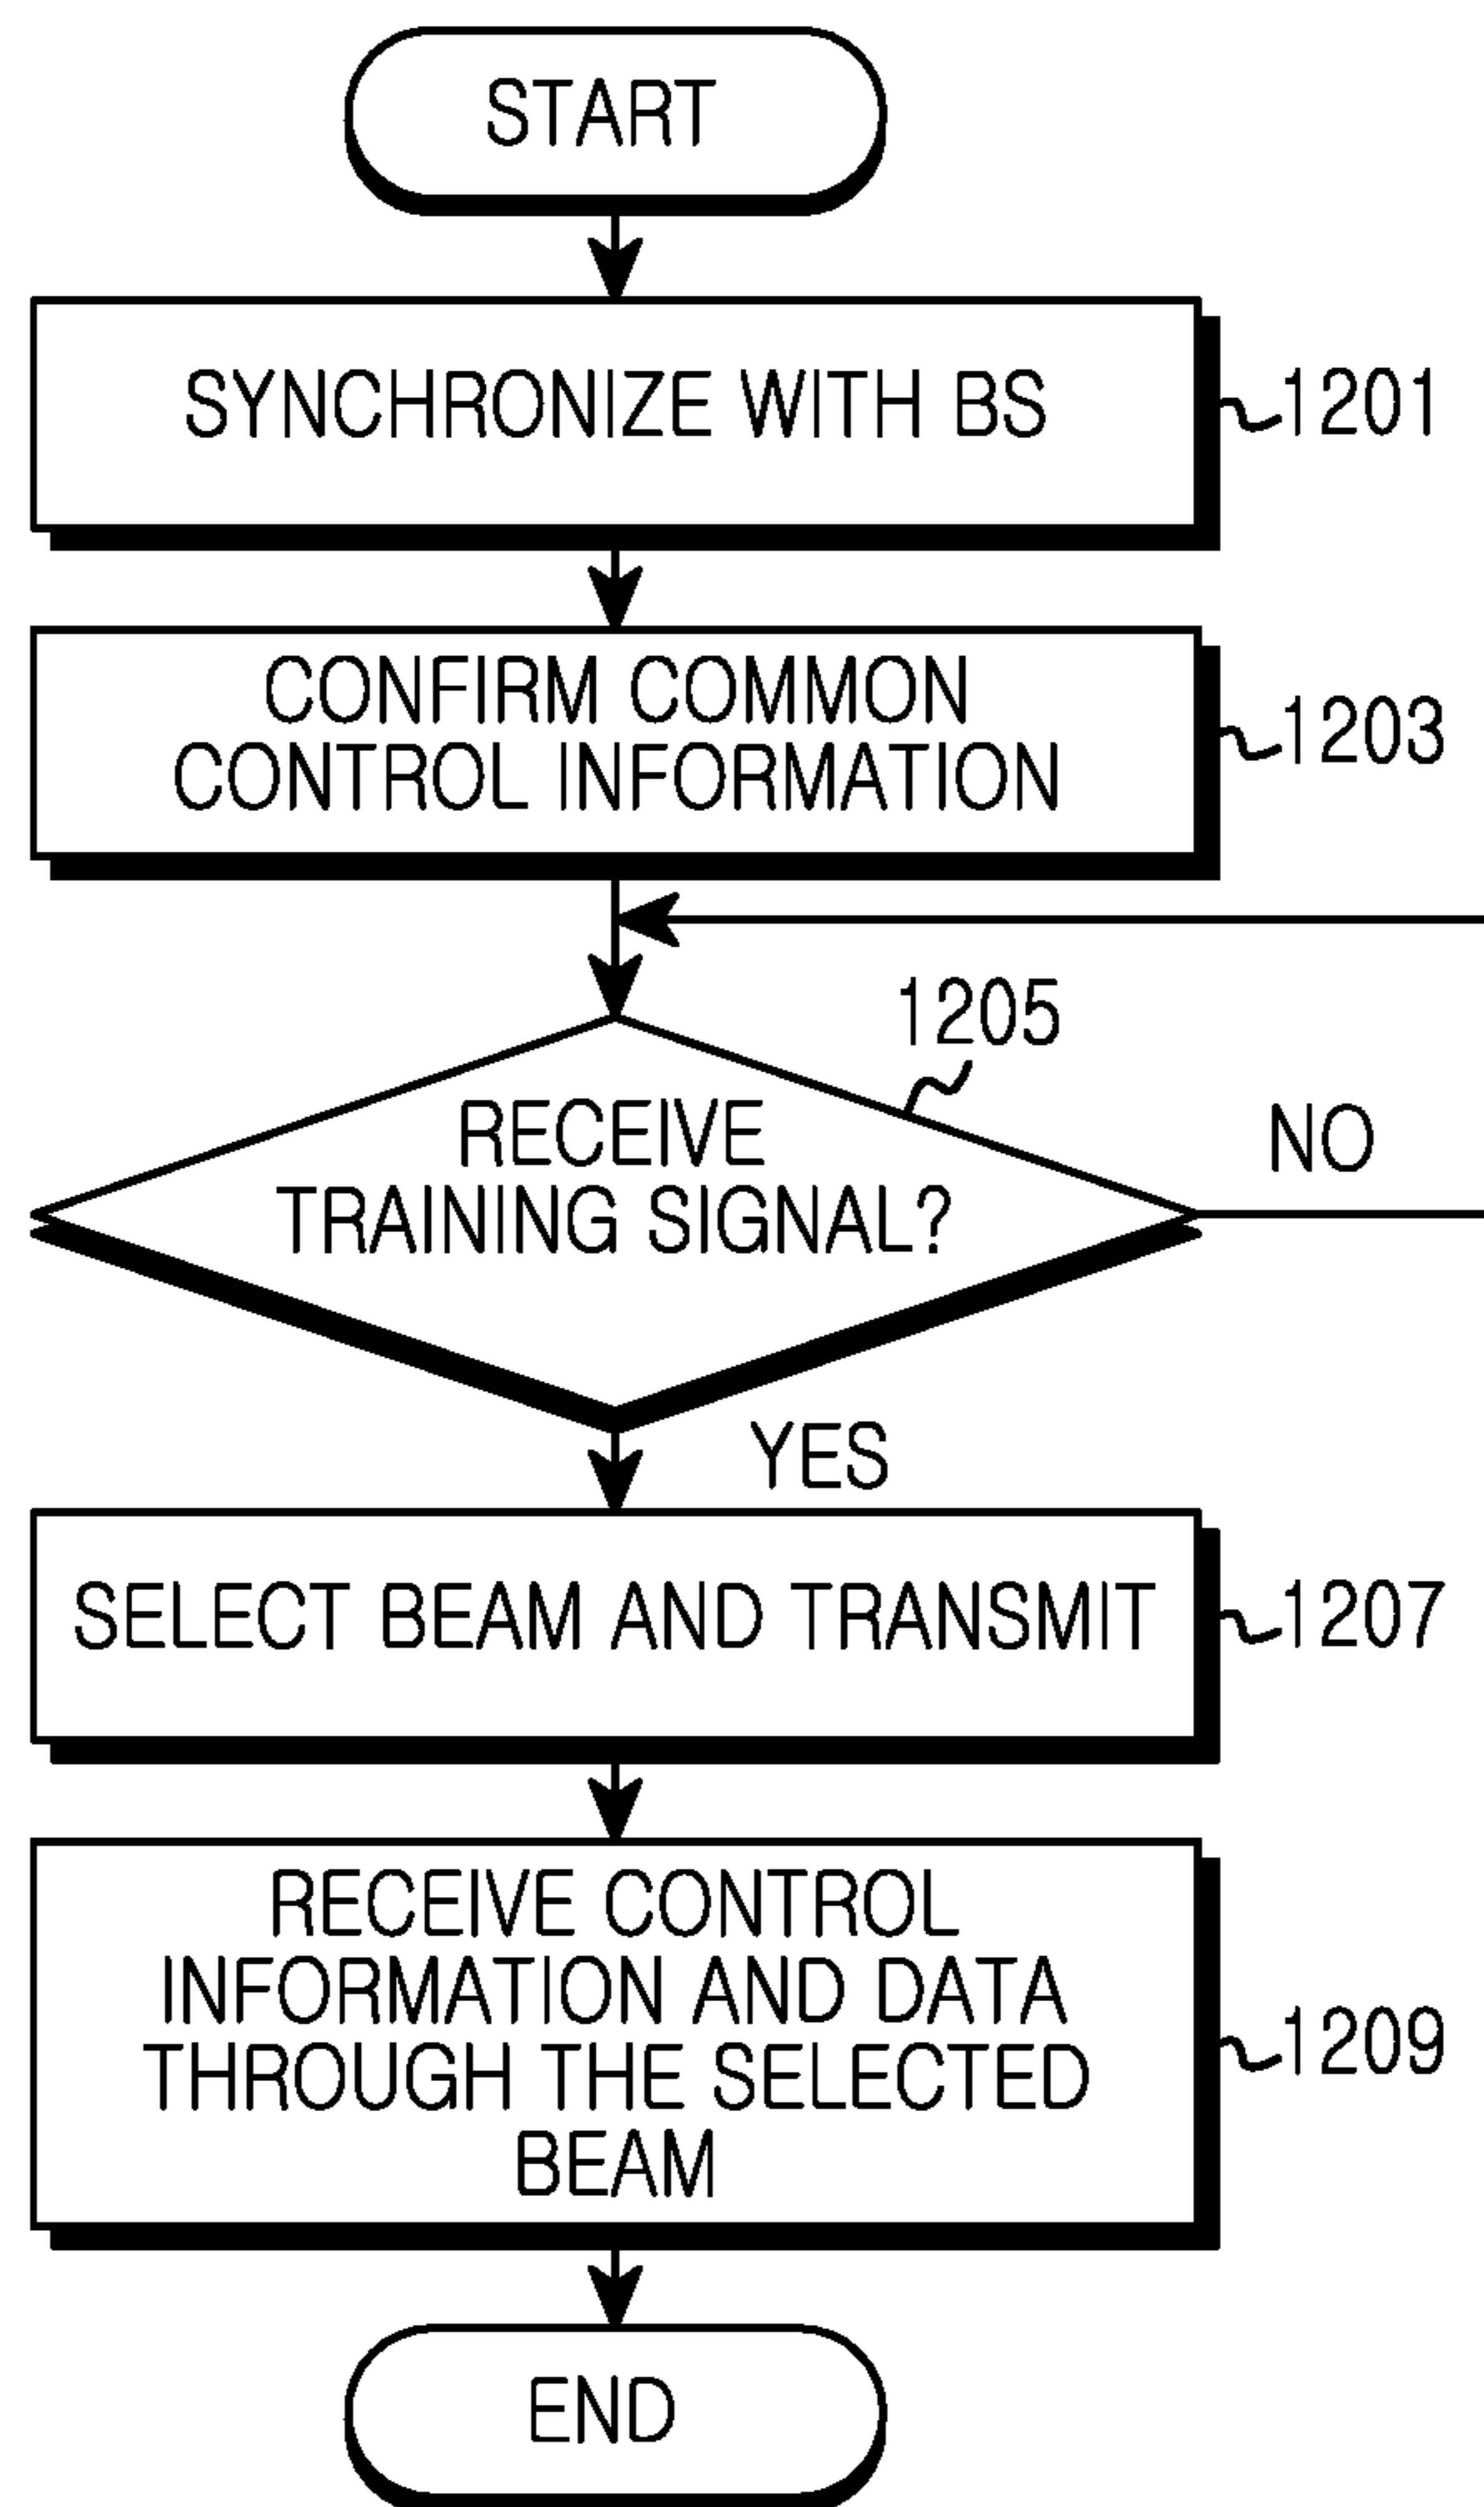 START
SYNCHRONIZE WITH BS
1201
CONFIRM COMMON
CONTROL INFORMATION
1203
1205
RECEIVE
TRAINING SIGNAL?
NO
YES
SELECT BEAM AND TRANSMIT
1207
RECEIVE CONTROL
INFORMATION AND DATA
THROUGH THE SELECTED
BEAM
1209
END